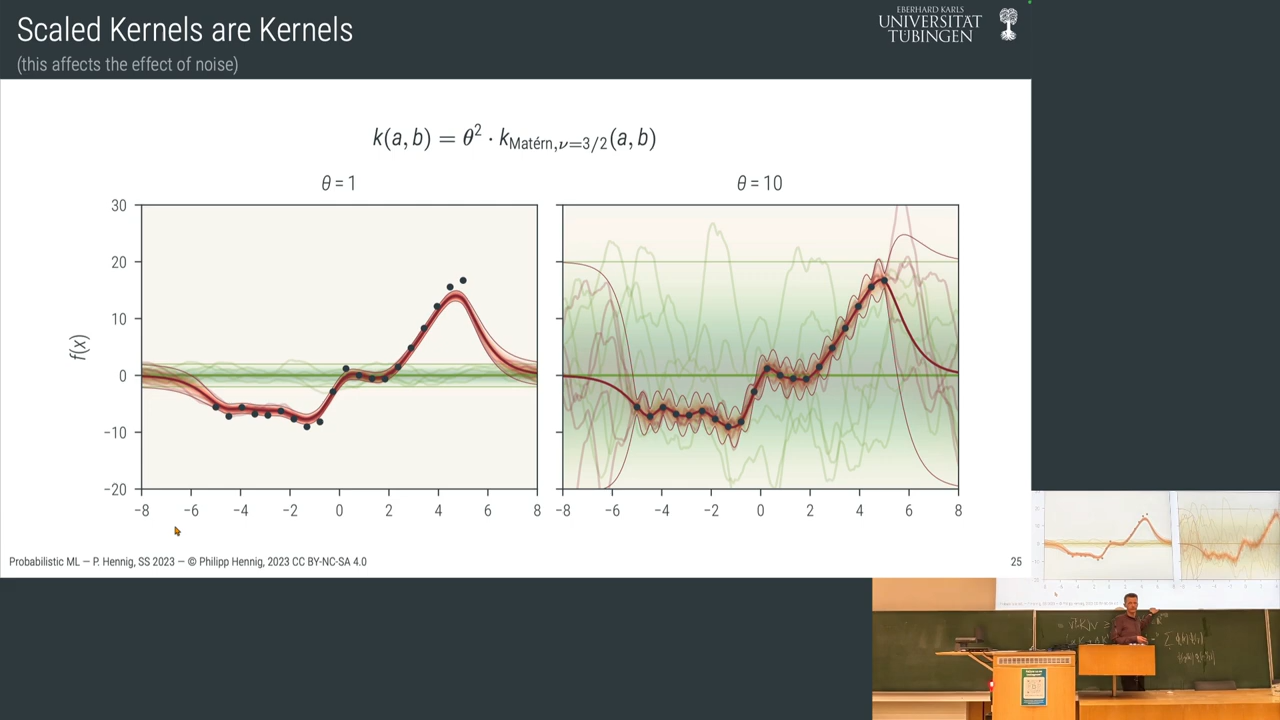 Scaled Kernels are Kernels
(this affects the effect of noise)
EBERHARD KARLS
UNIVERSITÄT
TÜBINGEN
k(a, b) = θ² · k_Matérn,ν=3/2(a, b)
θ = 1
θ = 10
30
20
10
0
−10
−20
f(x)
−8 −6 −4 −2 0 2 4 6 8
−8 −6 −4 −2 0 2 4 6 8
Probabilistic ML — P. Hennig, SS 2023 — © Philipp Hennig, 2023 CC BY-NC-SA 4.0
25